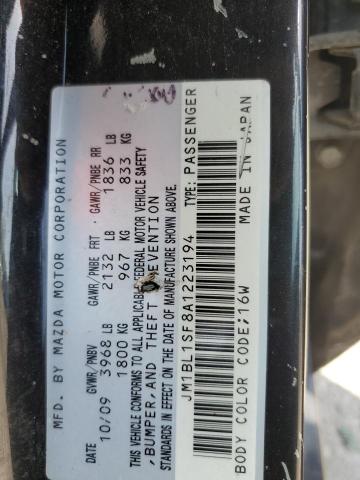 MFD. BY MAZDA MOTOR CORPORATION
DATE GVWR/PNBV GAWR/PNBE FRT - GAWR/PNBE RR
10/09 3968 LB 2132 LB 1836 LB
1800 KG 967 KG 833 KG
THIS VEHICLE CONFORMS TO ALL APPLICABLE FEDERAL MOTOR VEHICLE SAFETY
,BUMPER,AND THEFT PREVENTION
STANDARDS IN EFFECT ON THE DATE OF MANUFACTURE SHOWN ABOVE.
JM1BL1SF8A1223194 TYPE: PASSENGER
BODY COLOR CODE;16W MADE IN JAPAN